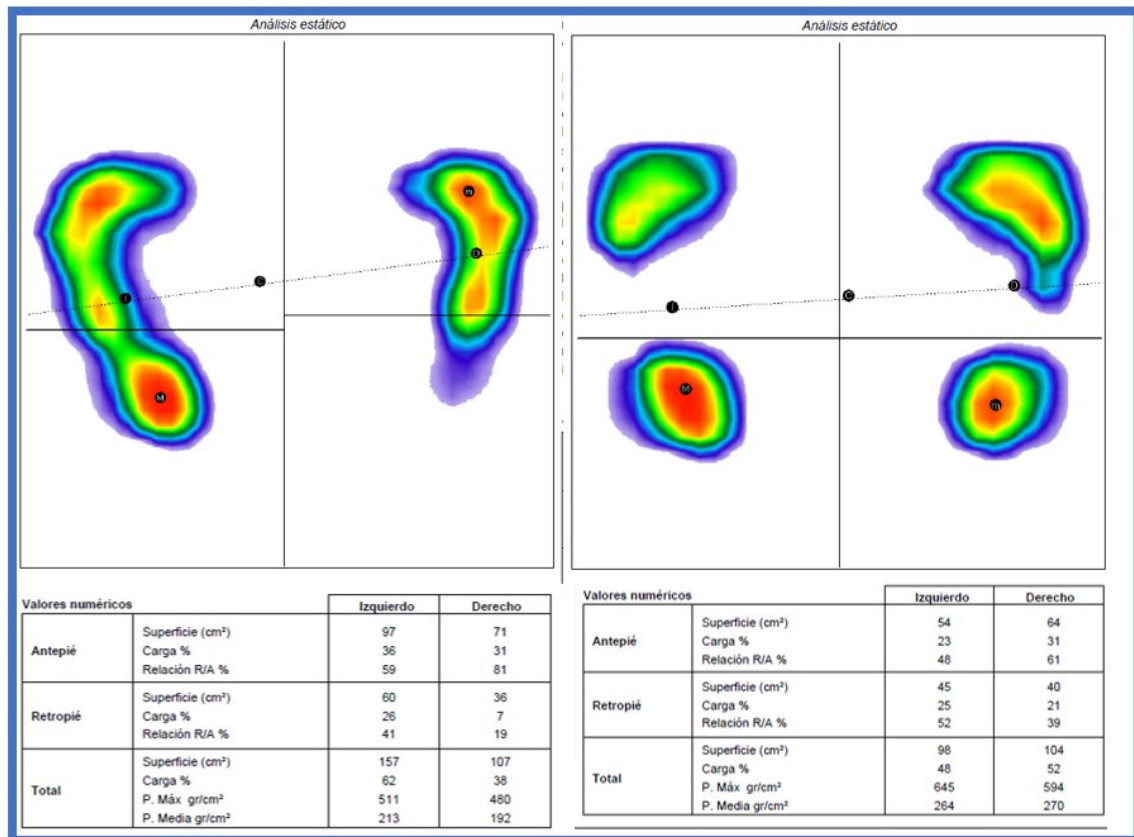 Análisis estático
m
D
C
I
M
Valores numéricos Izquierdo Derecho
Antepié
Superficie (cm²) 97 71
Carga % 36 31
Relación R/A % 59 81
Retropié
Superficie (cm²) 60 36
Carga % 26 7
Relación R/A % 41 19
Total
Superficie (cm²) 157 107
Carga % 62 38
P. Máx gr/cm² 511 480
P. Media gr/cm² 213 192
Análisis estático
D
C
I
M
m
Valores numéricos Izquierdo Derecho
Antepié
Superficie (cm²) 54 64
Carga % 23 31
Relación R/A % 48 61
Retropié
Superficie (cm²) 45 40
Carga % 25 21
Relación R/A % 52 39
Total
Superficie (cm²) 98 104
Carga % 48 52
P. Máx gr/cm² 645 594
P. Media gr/cm² 264 270